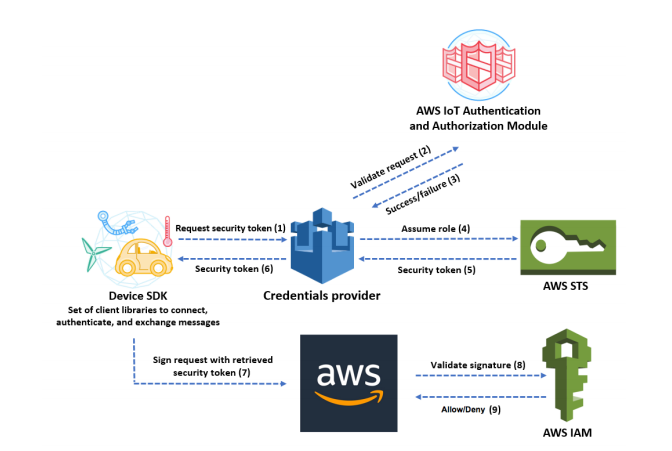 AWS IoT Authentication
and Authorization Module
Validate request (2)
Success/failure (3)
Request security token (1)
Assume role (4)
Security token (6)
Security token (5)
Device SDK
Set of client libraries to connect,
authenticate, and exchange messages
Credentials provider
AWS STS
Sign request with retrieved
security token (7)
aws
Validate signature (8)
Allow/Deny (9)
AWS IAM